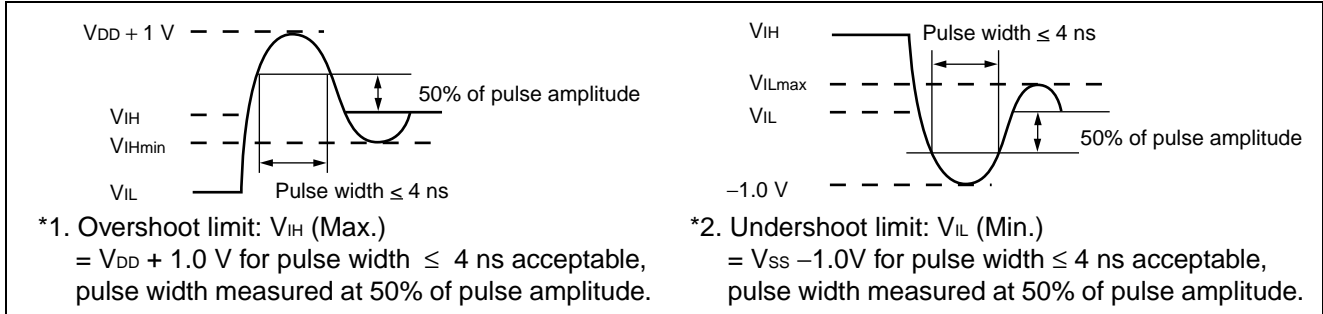 VDD + 1 V
50% of pulse amplitude
VIH
VIHmin
VIL
Pulse width ≤ 4 ns
*1. Overshoot limit: VIH (Max.)
= VDD + 1.0 V for pulse width ≤ 4 ns acceptable,
pulse width measured at 50% of pulse amplitude.
VIH
Pulse width ≤ 4 ns
VILmax
VIL
50% of pulse amplitude
−1.0 V
*2. Undershoot limit: VIL (Min.)
= VSS −1.0V for pulse width ≤ 4 ns acceptable,
pulse width measured at 50% of pulse amplitude.